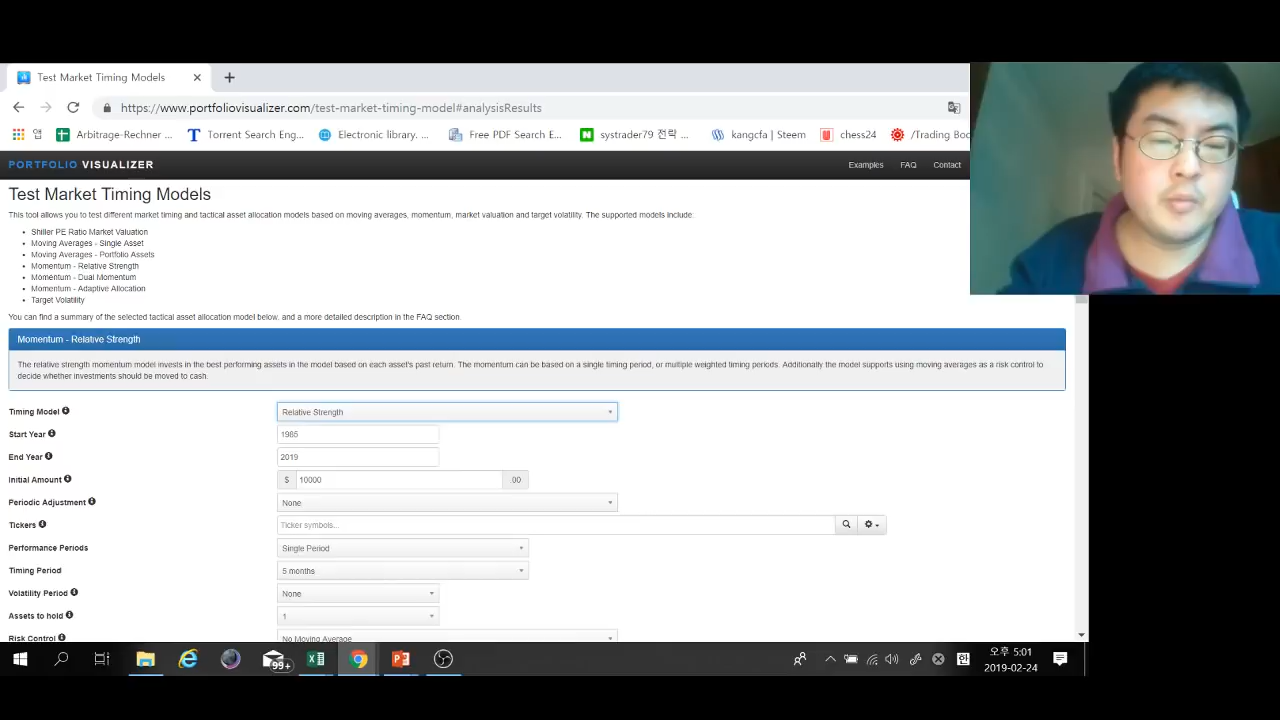 Test Market Timing Models
https://www.portfoliovisualizer.com/test-market-timing-model#analysisResults
앱 Arbitrage-Rechner ... Torrent Search Eng... Electronic library. ... Free PDF Search E... systrader79 전략 ... kangcfa | Steem chess24 /Trading Boo
PORTFOLIO VISUALIZER Examples FAQ Contact
Test Market Timing Models
This tool allows you to test different market timing and tactical asset allocation models based on moving averages, momentum, market valuation and target volatility. The supported models include:
• Shiller PE Ratio Market Valuation
• Moving Averages - Single Asset
• Moving Averages - Portfolio Assets
• Momentum - Relative Strength
• Momentum - Dual Momentum
• Momentum - Adaptive Allocation
• Target Volatility
You can find a summary of the selected tactical asset allocation model below, and a more detailed description in the FAQ section.
Momentum - Relative Strength
The relative strength momentum model invests in the best performing assets in the model based on each asset's past return. The momentum can be based on a single timing period, or multiple weighted timing periods. Additionally the model supports using moving averages as a risk control to
decide whether investments should be moved to cash.
Timing Model Relative Strength
Start Year 1985
End Year 2019
Initial Amount $ 10000 .00
Periodic Adjustment None
Tickers Ticker symbols...
Performance Periods Single Period
Timing Period 5 months
Volatility Period None
Assets to hold 1
Risk Control No Moving Average
99+ 한 오후 5:01
2019-02-24